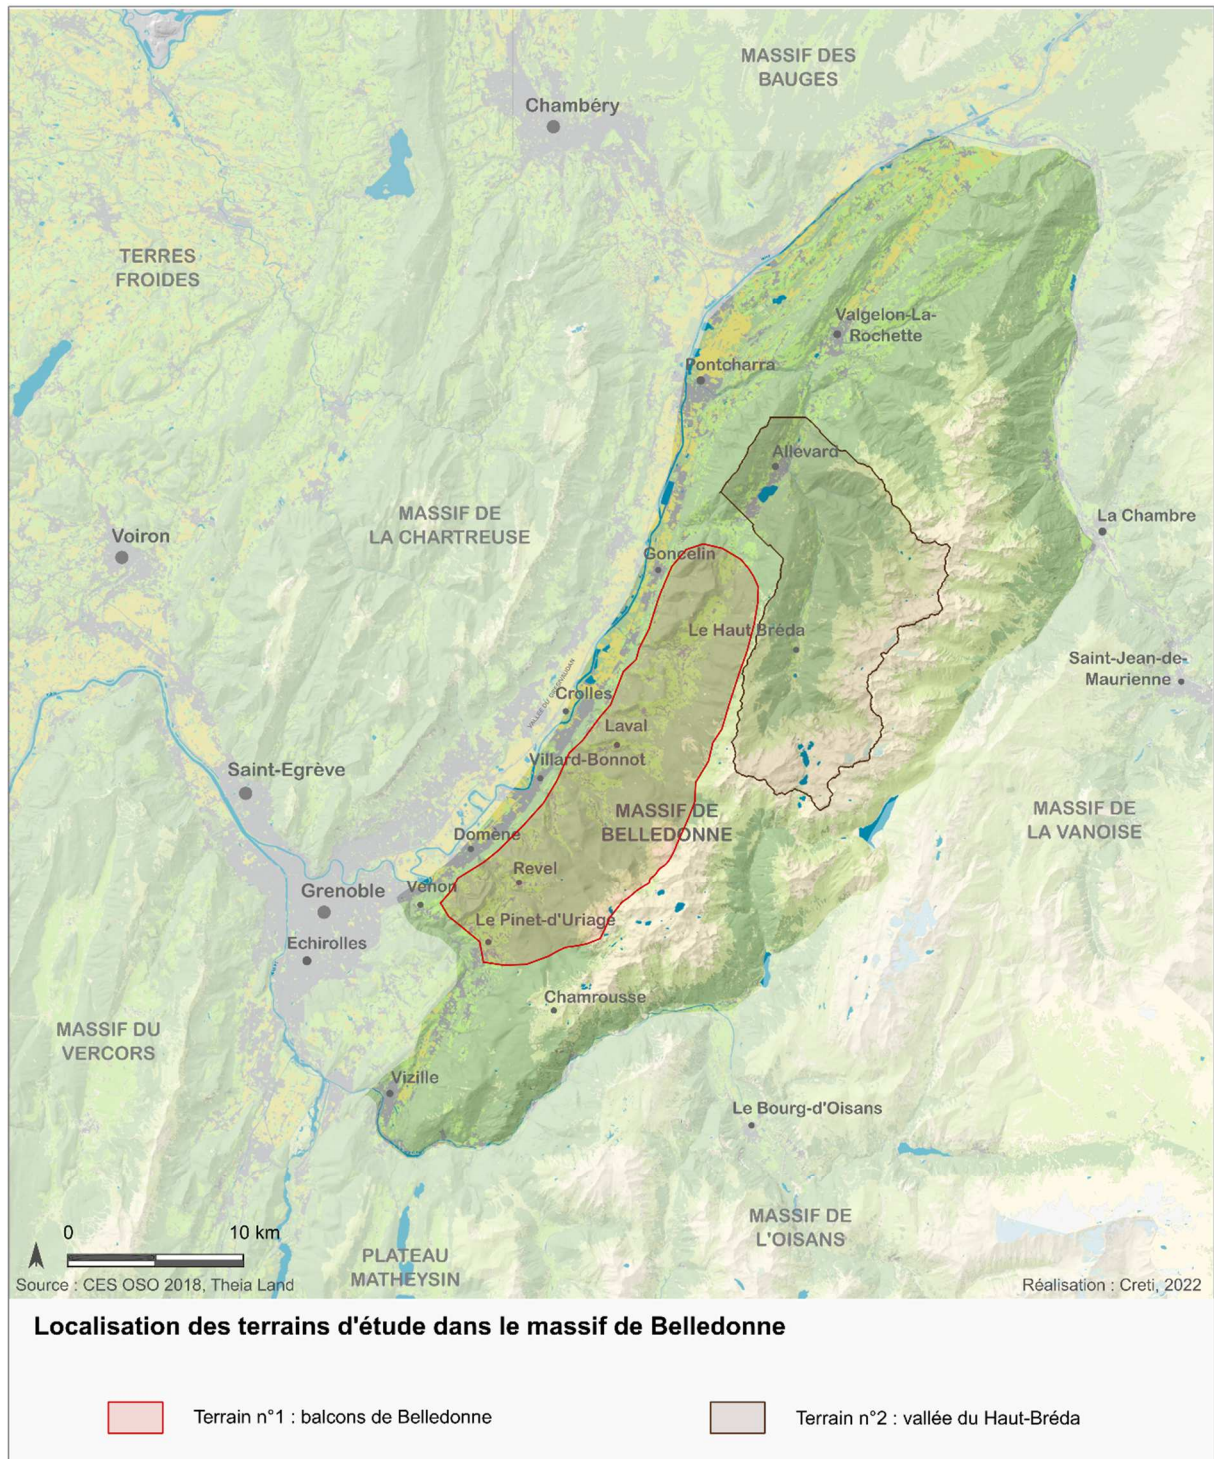 MASSIF DES
BAUGES
Chambéry
TERRES
FROIDES
Valgelon-La-
Rochette
Pontcharra
Allevard
MASSIF DE
LA CHARTREUSE
La Chambre
Voiron
Goncelin
Le Haut Bréda
Saint-Jean-de-
Maurienne
VALLÉE DU GRÉSIVAUDAN
Crolles
Laval
Villard-Bonnot
Saint-Egrève
MASSIF DE
BELLEDONNE
MASSIF DE
LA VANOISE
Domène
Revel
Grenoble
Venon
Le Pinet-d'Uriage
Echirolles
Chamrousse
MASSIF DU
VERCORS
Vizille
Le Bourg-d'Oisans
MASSIF DE
L'OISANS
0 10 km
PLATEAU
MATHEYSIN
Source : CES OSO 2018, Theia Land
Réalisation : Creti, 2022
Localisation des terrains d'étude dans le massif de Belledonne
Terrain n°1 : balcons de Belledonne
Terrain n°2 : vallée du Haut-Bréda